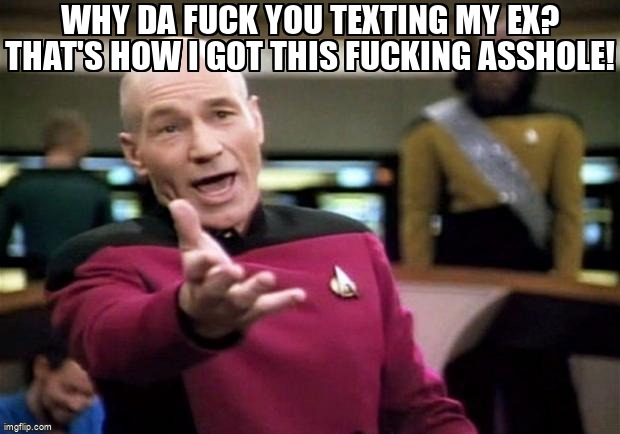 WHY DA FUCK YOU TEXTING MY EX?
THAT'S HOW I GOT THIS FUCKING ASSHOLE!
imgflip.com